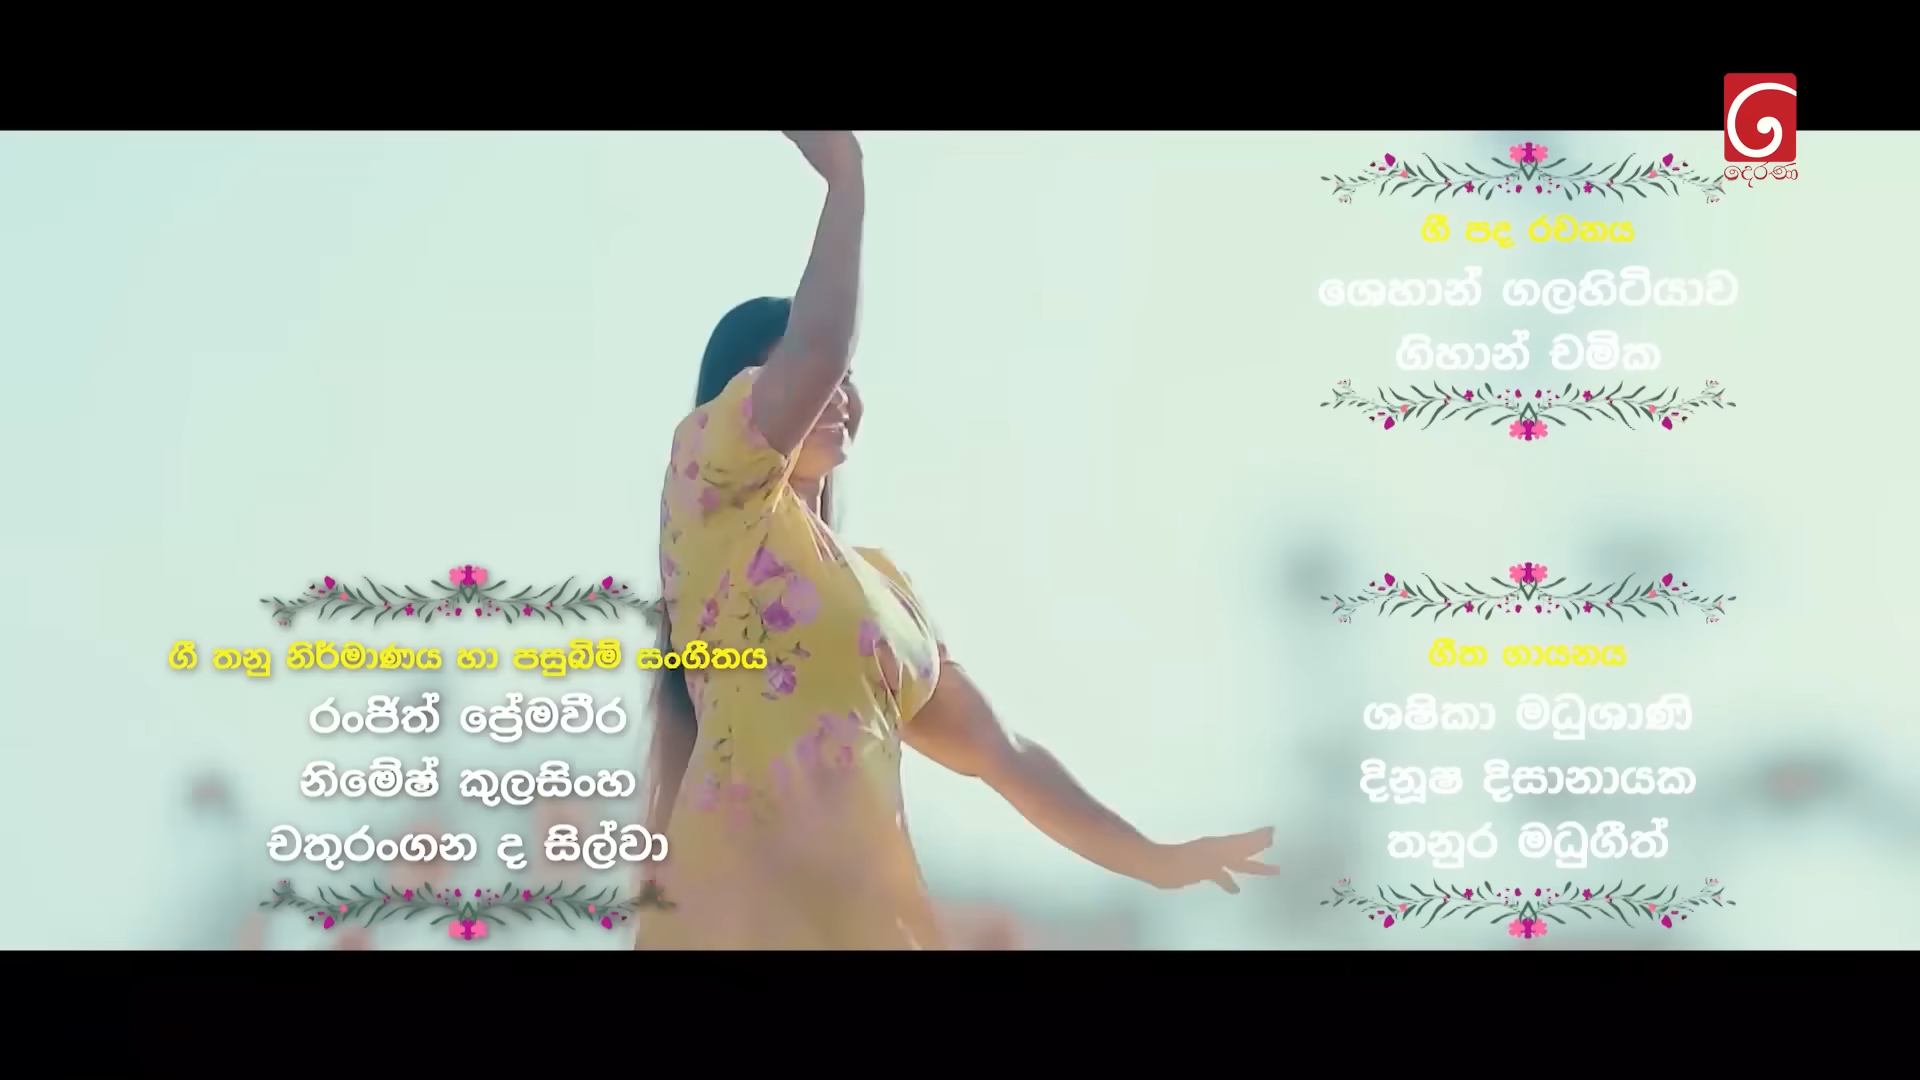 දෙරණ
ගී පද රචනය
ශෙහාන් ගලහිටියාව
ගිහාන් චමික
ගී තනු නිර්මාණය හා පසුබිම් සංගීතය
රංජිත් ප්‍රේමවීර
නිමේෂ් කුලසිංහ
චතුරංගන ද සිල්වා
ගීත ගායනය
ශෂිකා මධුශාණි
දිනූෂ දිසානායක
තනුර මධුගීත්